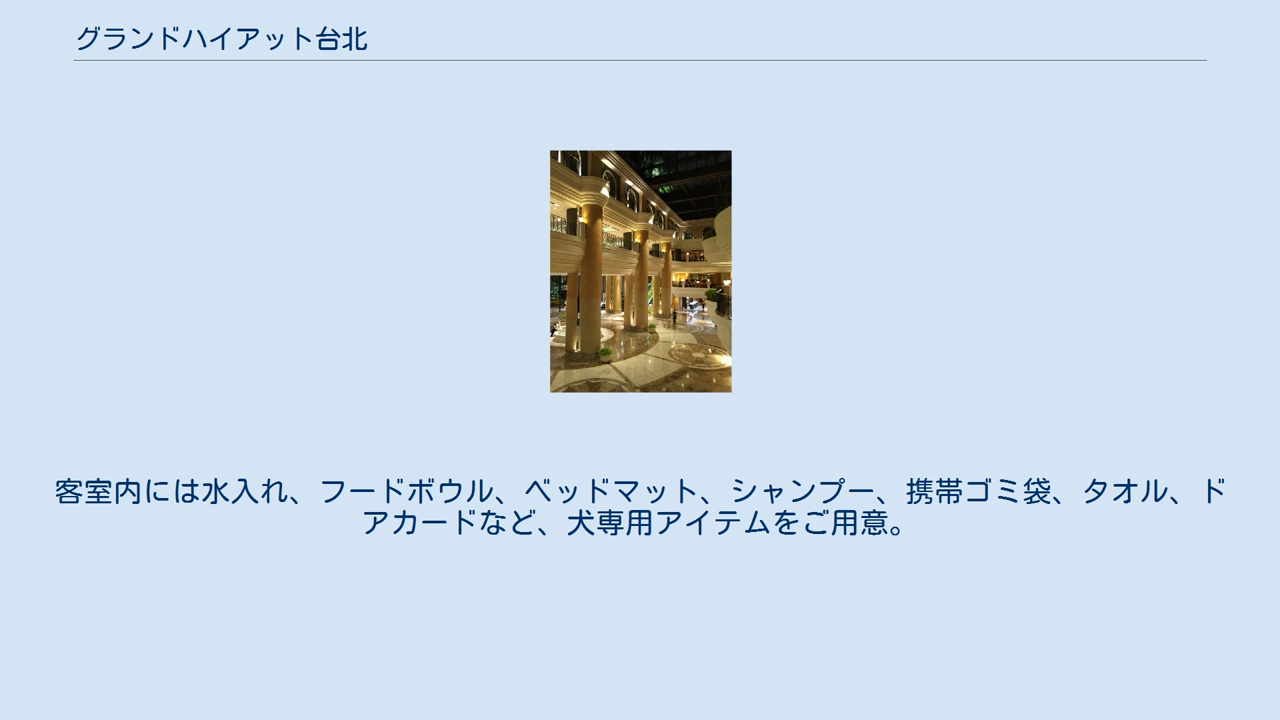 グランドハイアット台北
客室内には水入れ、フードボウル、ベッドマット、シャンプー、携帯ゴミ袋、タオル、ド
アカードなど、犬専用アイテムをご用意。